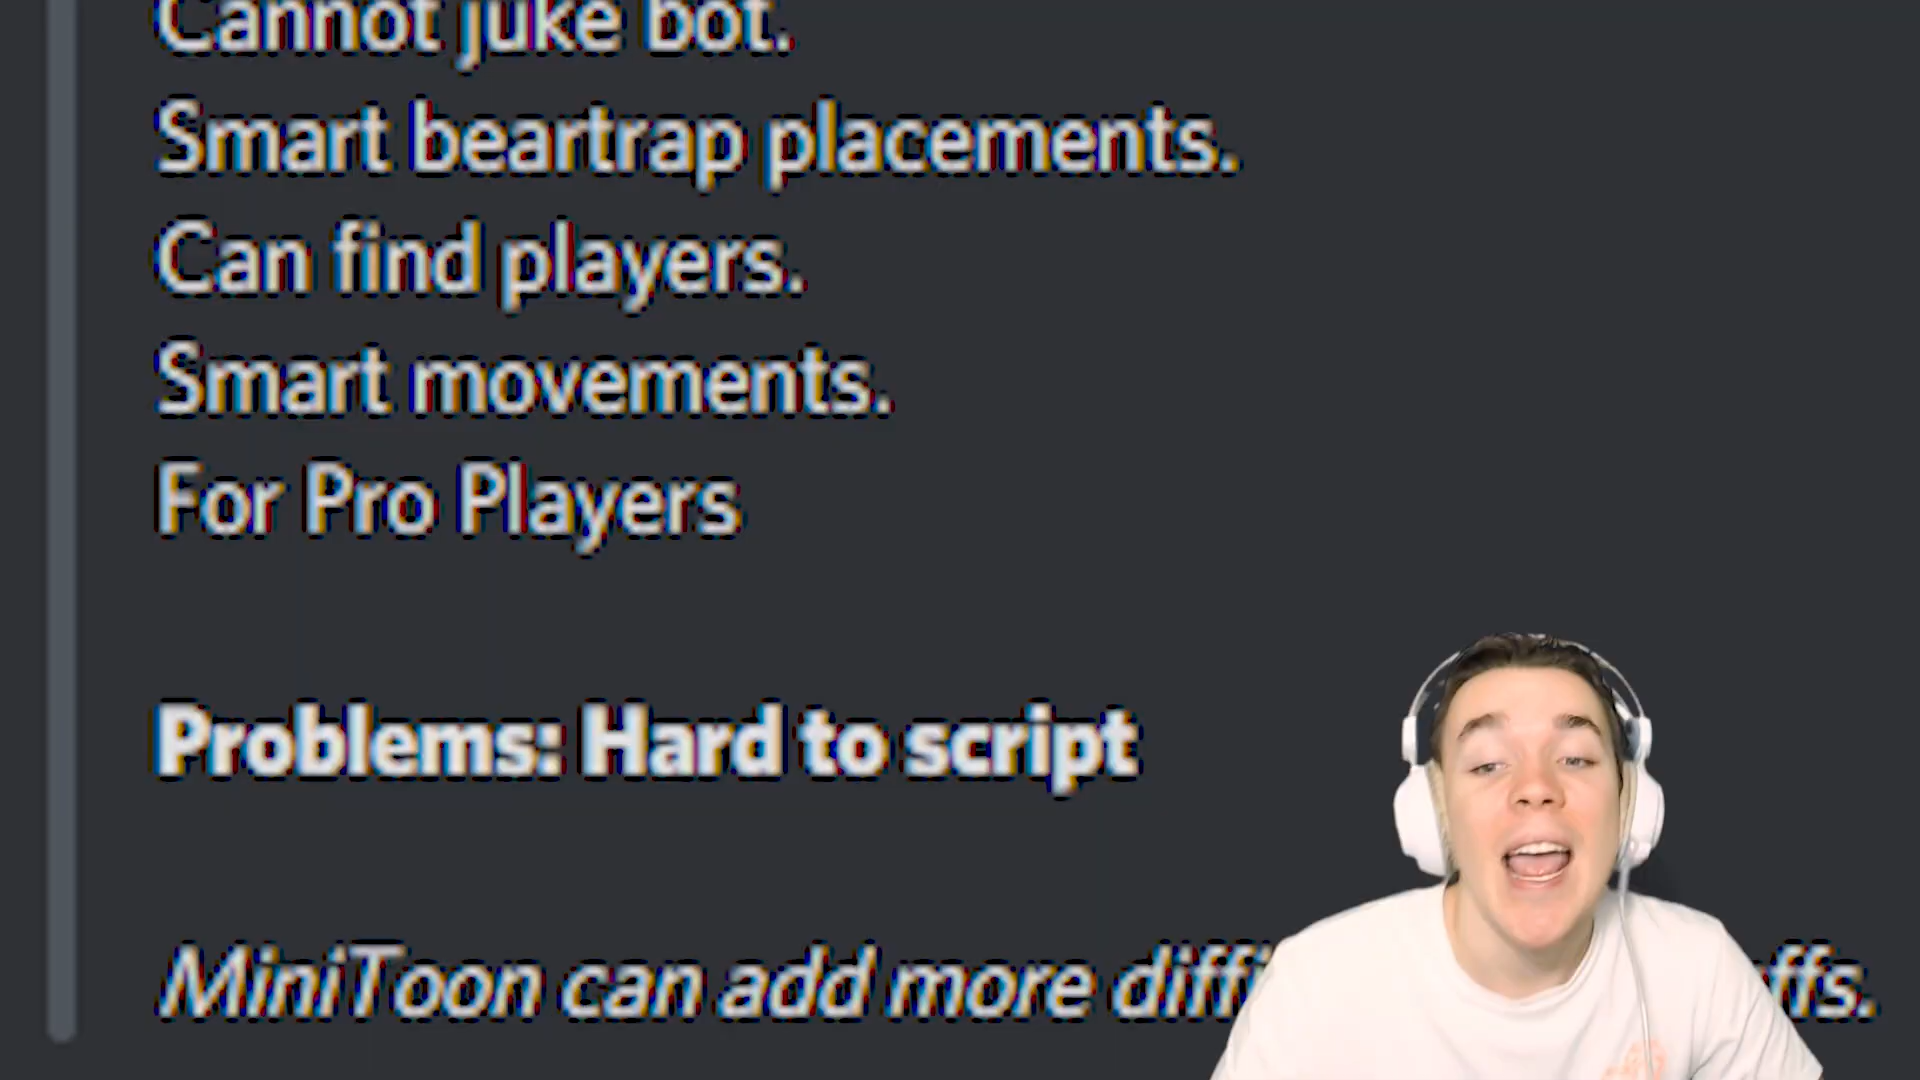 Cannot juke bot.
Smart beartrap placements.
Can find players.
Smart movements.
For Pro Players
Problems: Hard to script
MiniToon can add more